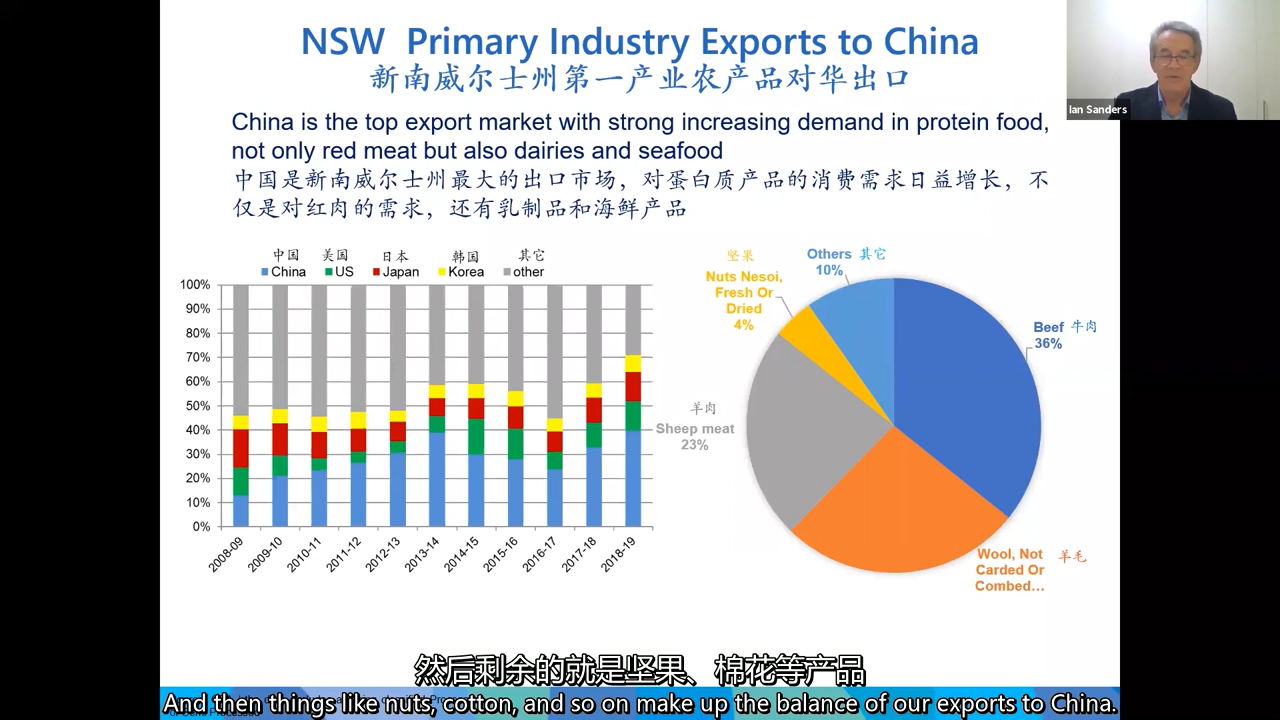 NSW Primary Industry Exports to China
新南威尔士州第一产业农产品对华出口
Ian Sanders
China is the top export market with strong increasing demand in protein food,
not only red meat but also dairies and seafood
中国是新南威尔士州最大的出口市场，对蛋白质产品的消费需求日益增长，不
仅是对红肉的需求，还有乳制品和海鲜产品
中国 美国 日本 韩国 其它
China US Japan Korea other
100%
90%
80%
70%
60%
50%
40%
30%
20%
10%
0%
2008-09 2009-10 2010-11 2011-12 2012-13 2013-14 2014-15 2015-16 2016-17 2017-18 2018-19
坚果
Nuts Nesoi,
Fresh Or
Dried
4%
Others 其它
10%
Beef 牛肉
36%
羊肉
Sheep meat
23%
Wool, Not 羊毛
Carded Or
Combed...
然后剩余的就是坚果、棉花等产品
And then things like nuts, cotton, and so on make up the balance of our exports to China.